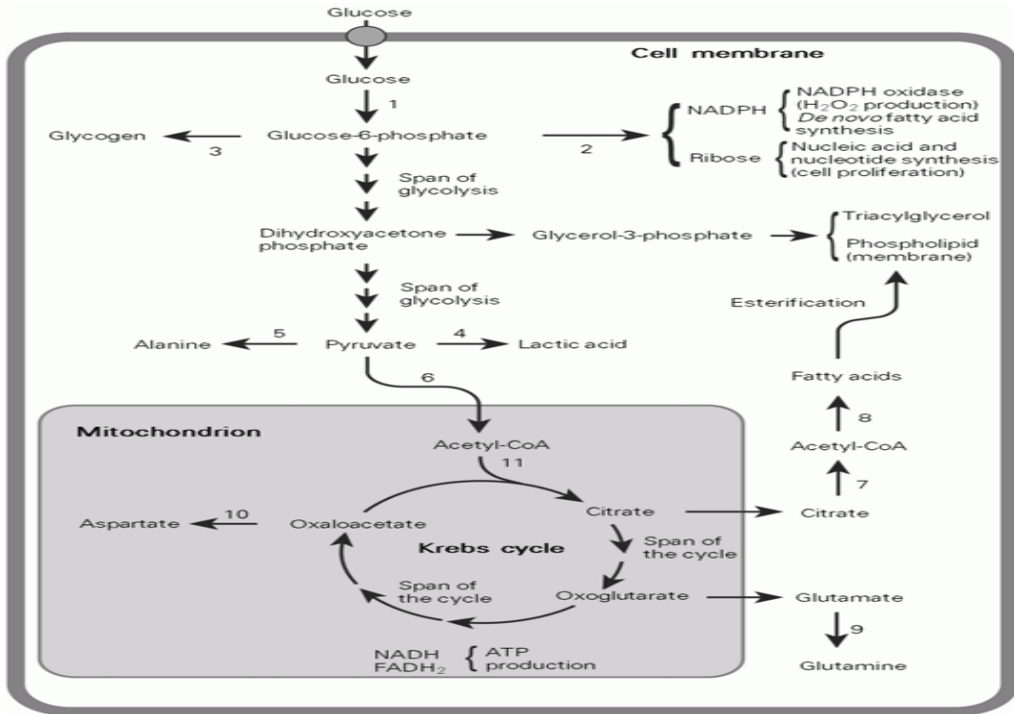 Glucose
Cell membrane
Glucose
1
NADPH
NADPH oxidase
(H₂O₂ production)
De novo fatty acid
synthesis
Glycogen
3
Glucose-6-phosphate
2
Ribose
Nucleic acid and
nucleotide synthesis
(cell proliferation)
Span of
glycolysis
Dihydroxyacetone
phosphate
Glycerol-3-phosphate
Triacylglycerol
Phospholipid
(membrane)
Span of
glycolysis
Esterification
Alanine
5
Pyruvate
4
Lactic acid
6
Fatty acids
8
Mitochondrion
Acetyl-CoA
11
Acetyl-CoA
7
Aspartate
10
Oxaloacetate
Citrate
Citrate
Krebs cycle
Span of
the cycle
Span of
the cycle
Oxoglutarate
Glutamate
9
NADH
FADH₂
ATP
production
Glutamine